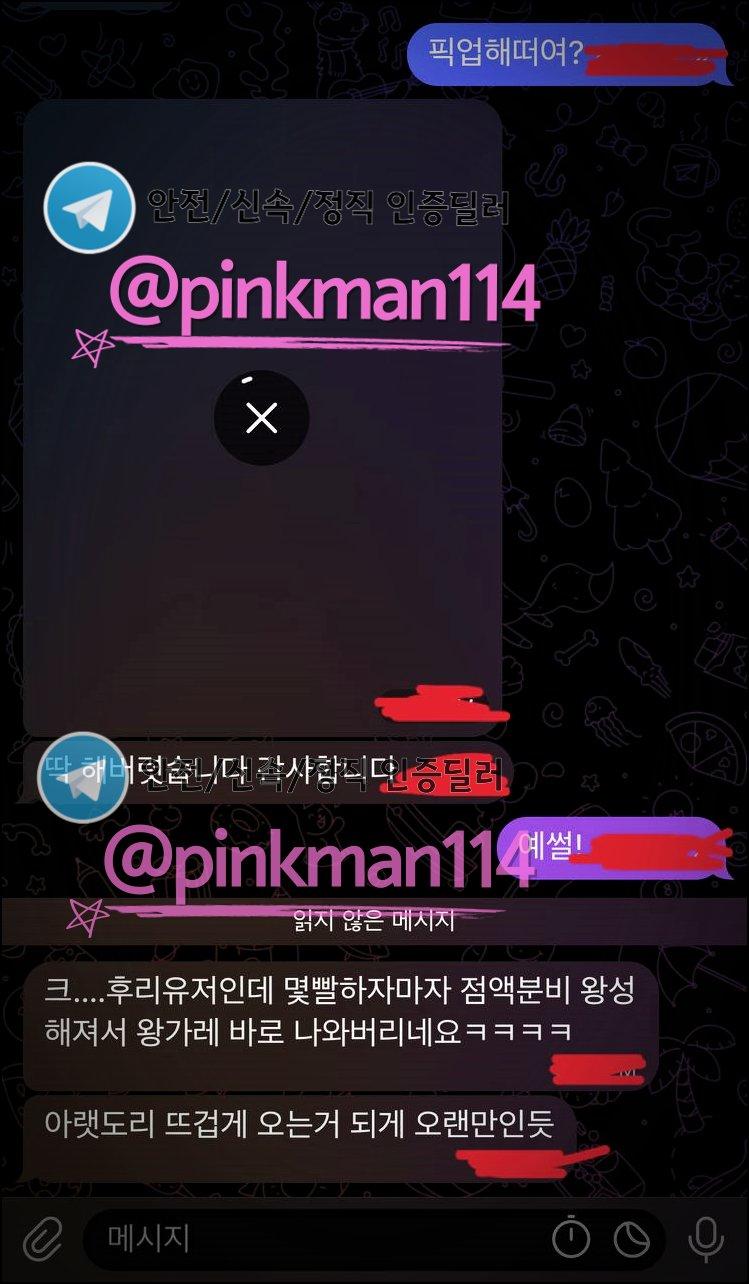 픽업해떠여?
안전/신속/정직 인증딜러
@pinkman114
딱 해버렸습니다 감사합니다
안전/신속/정직 인증딜러
예썰!
@pinkman114
읽지 않은 메시지
크....후리유저인데 몇빨하자마자 점액분비 왕성
해져서 왕가레 바로 나와버리네요ㅋㅋㅋㅋ
아랫도리 뜨겁게 오는거 되게 오랜만인듯
메시지